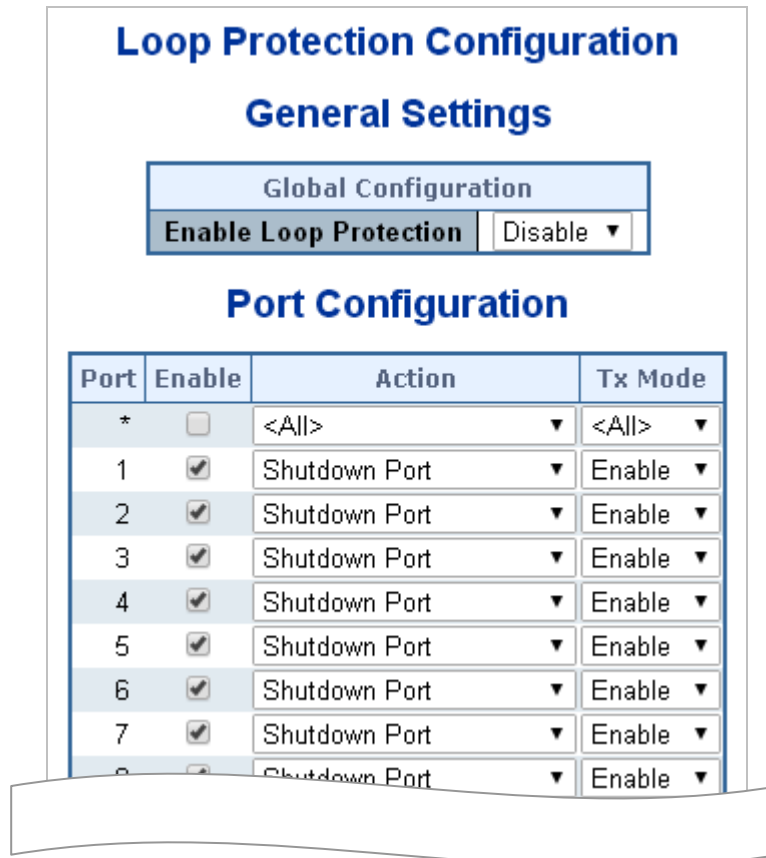 Loop Protection Configuration
General Settings
Global Configuration
Enable Loop Protection Disable
Port Configuration
Port Enable Action Tx Mode
* <All> <All>
1 Shutdown Port Enable
2 Shutdown Port Enable
3 Shutdown Port Enable
4 Shutdown Port Enable
5 Shutdown Port Enable
6 Shutdown Port Enable
7 Shutdown Port Enable
Shutdown Port Enable